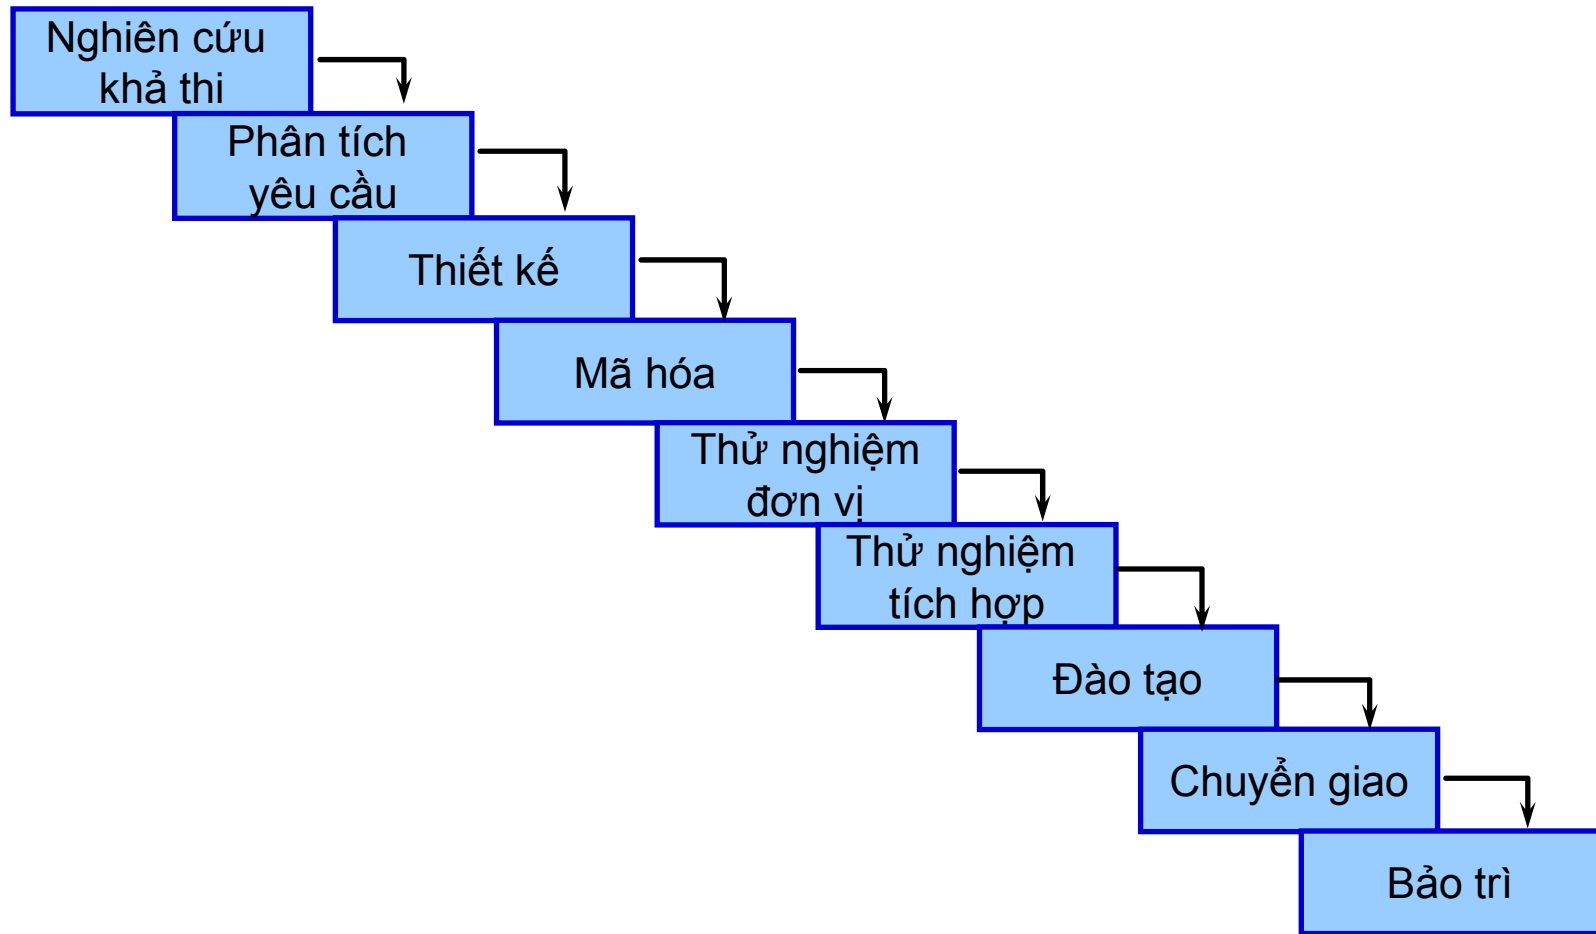 Nghiên cứu
khả thi
Phân tích
yêu cầu
Thiết kế
Mã hóa
Thử nghiệm
đơn vị
Thử nghiệm
tích hợp
Đào tạo
Chuyển giao
Bảo trì